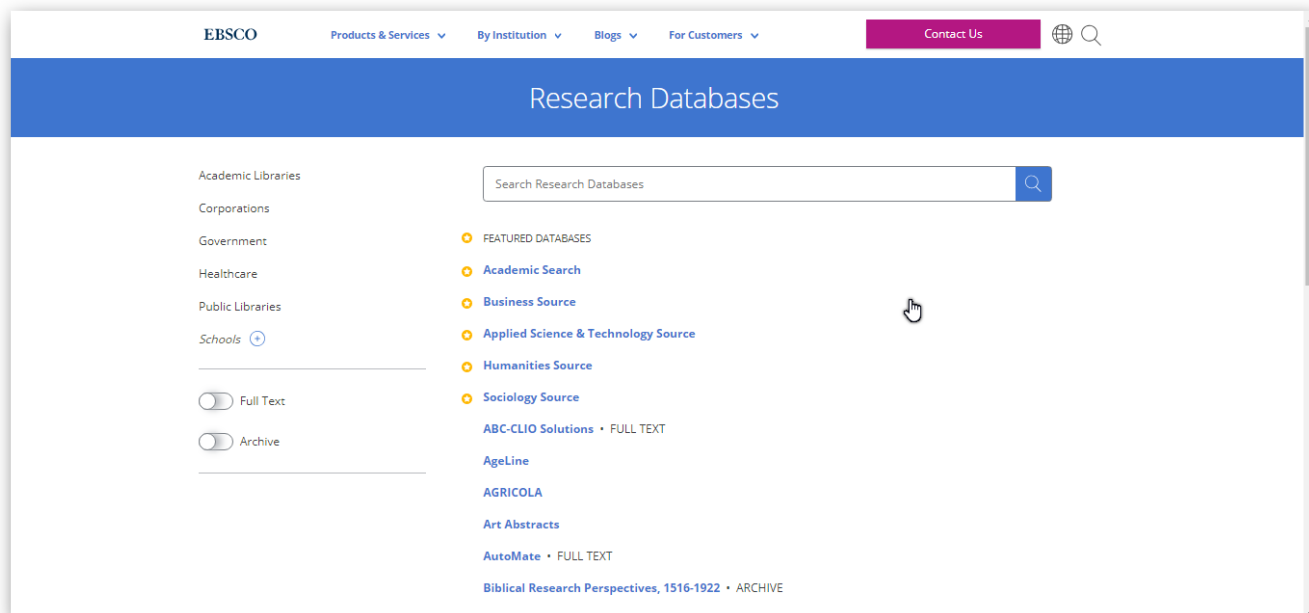 EBSCO Products & Services By Institution Blogs For Customers Contact Us
Research Databases
Academic Libraries
Corporations
Government
Healthcare
Public Libraries
Schools
Full Text
Archive
Search Research Databases
FEATURED DATABASES
Academic Search
Business Source
Applied Science & Technology Source
Humanities Source
Sociology Source
ABC-CLIO Solutions • FULL TEXT
AgeLine
AGRICOLA
Art Abstracts
AutoMate • FULL TEXT
Biblical Research Perspectives, 1516-1922 • ARCHIVE